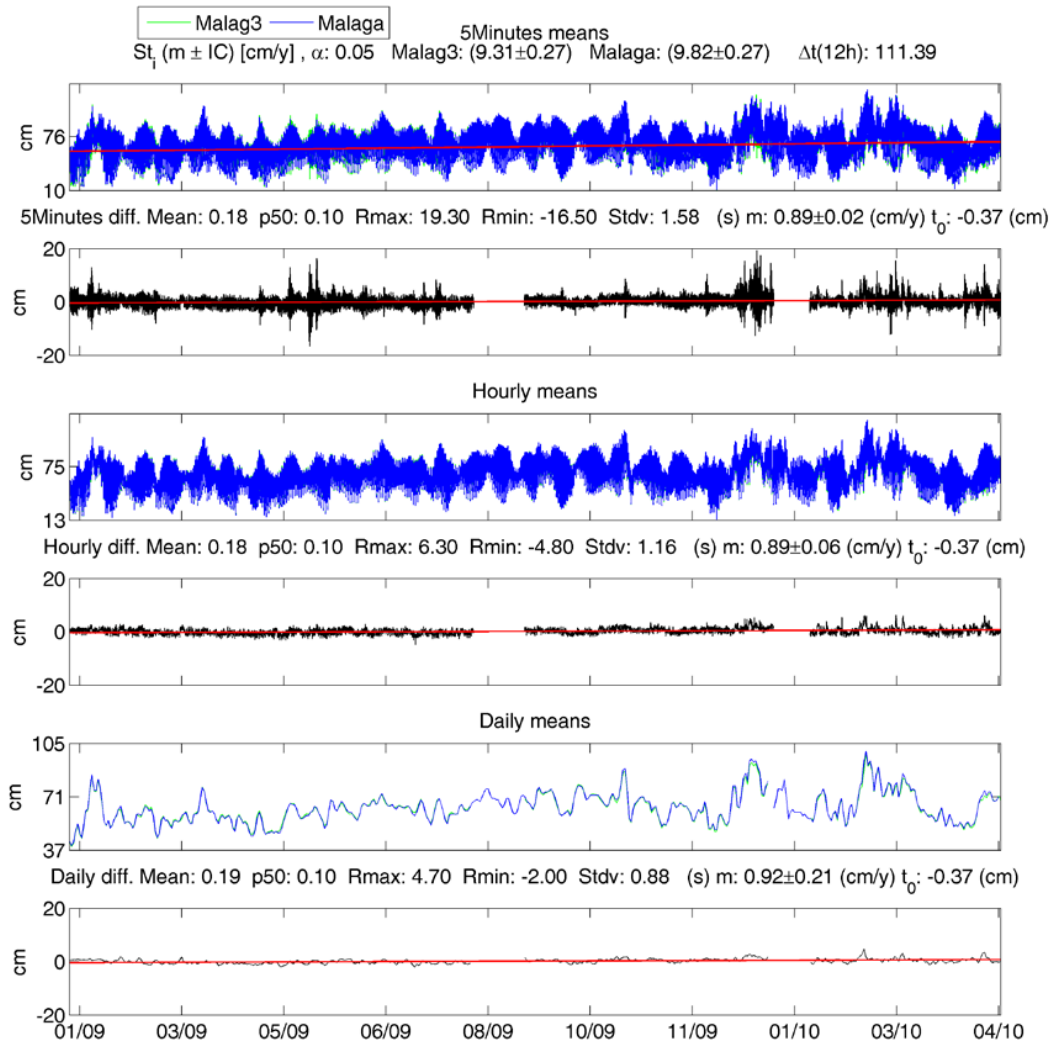 Malag3 Malaga
5Minutes means
St_i (m ± IC) [cm/y] , α: 0.05 Malag3: (9.31±0.27) Malaga: (9.82±0.27) Δt(12h): 111.39
cm
76
10
5Minutes diff. Mean: 0.18 p50: 0.10 Rmax: 19.30 Rmin: -16.50 Stdv: 1.58 (s) m: 0.89±0.02 (cm/y) t_0: -0.37 (cm)
cm
20
0
-20
Hourly means
cm
75
13
Hourly diff. Mean: 0.18 p50: 0.10 Rmax: 6.30 Rmin: -4.80 Stdv: 1.16 (s) m: 0.89±0.06 (cm/y) t_0: -0.37 (cm)
cm
20
0
-20
Daily means
cm
105
71
37
Daily diff. Mean: 0.19 p50: 0.10 Rmax: 4.70 Rmin: -2.00 Stdv: 0.88 (s) m: 0.92±0.21 (cm/y) t_0: -0.37 (cm)
cm
20
0
-20
01/09 03/09 05/09 06/09 08/09 10/09 11/09 01/10 03/10 04/10